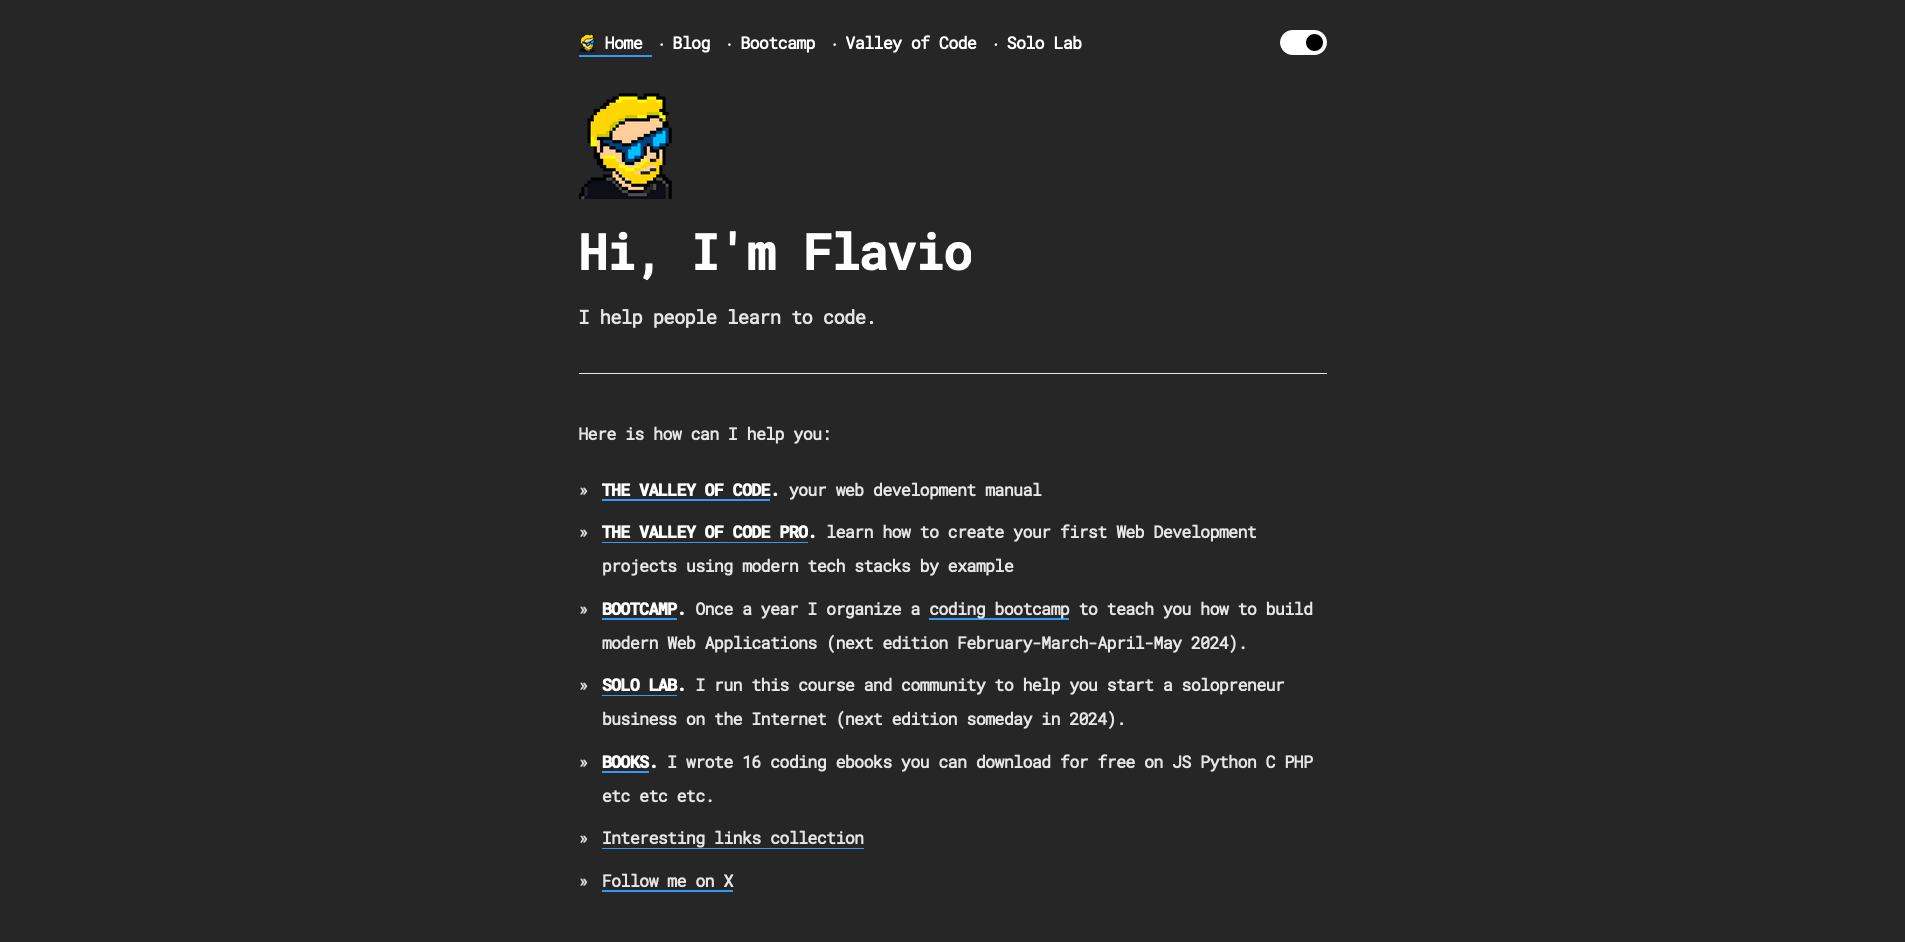 Home · Blog · Bootcamp · Valley of Code · Solo Lab
Hi, I'm Flavio
I help people learn to code.
Here is how can I help you:
» THE VALLEY OF CODE. your web development manual
» THE VALLEY OF CODE PRO. learn how to create your first Web Development
projects using modern tech stacks by example
» BOOTCAMP. Once a year I organize a coding bootcamp to teach you how to build
modern Web Applications (next edition February-March-April-May 2024).
» SOLO LAB. I run this course and community to help you start a solopreneur
business on the Internet (next edition someday in 2024).
» BOOKS. I wrote 16 coding ebooks you can download for free on JS Python C PHP
etc etc etc.
» Interesting links collection
» Follow me on X